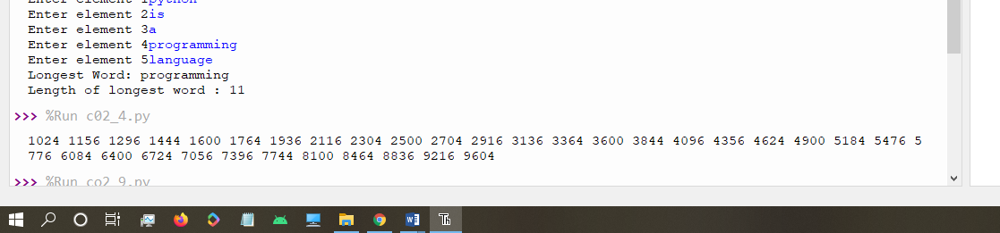 Enter element 1python
Enter element 2is
Enter element 3a
Enter element 4programming
Enter element 5language
Longest Word: programming
Length of longest word : 11
>>> %Run c02_4.py
1024 1156 1296 1444 1600 1764 1936 2116 2304 2500 2704 2916 3136 3364 3600 3844 4096 4356 4624 4900 5184 5476 5
776 6084 6400 6724 7056 7396 7744 8100 8464 8836 9216 9604
>>> %Run co2_9.py
W
Th